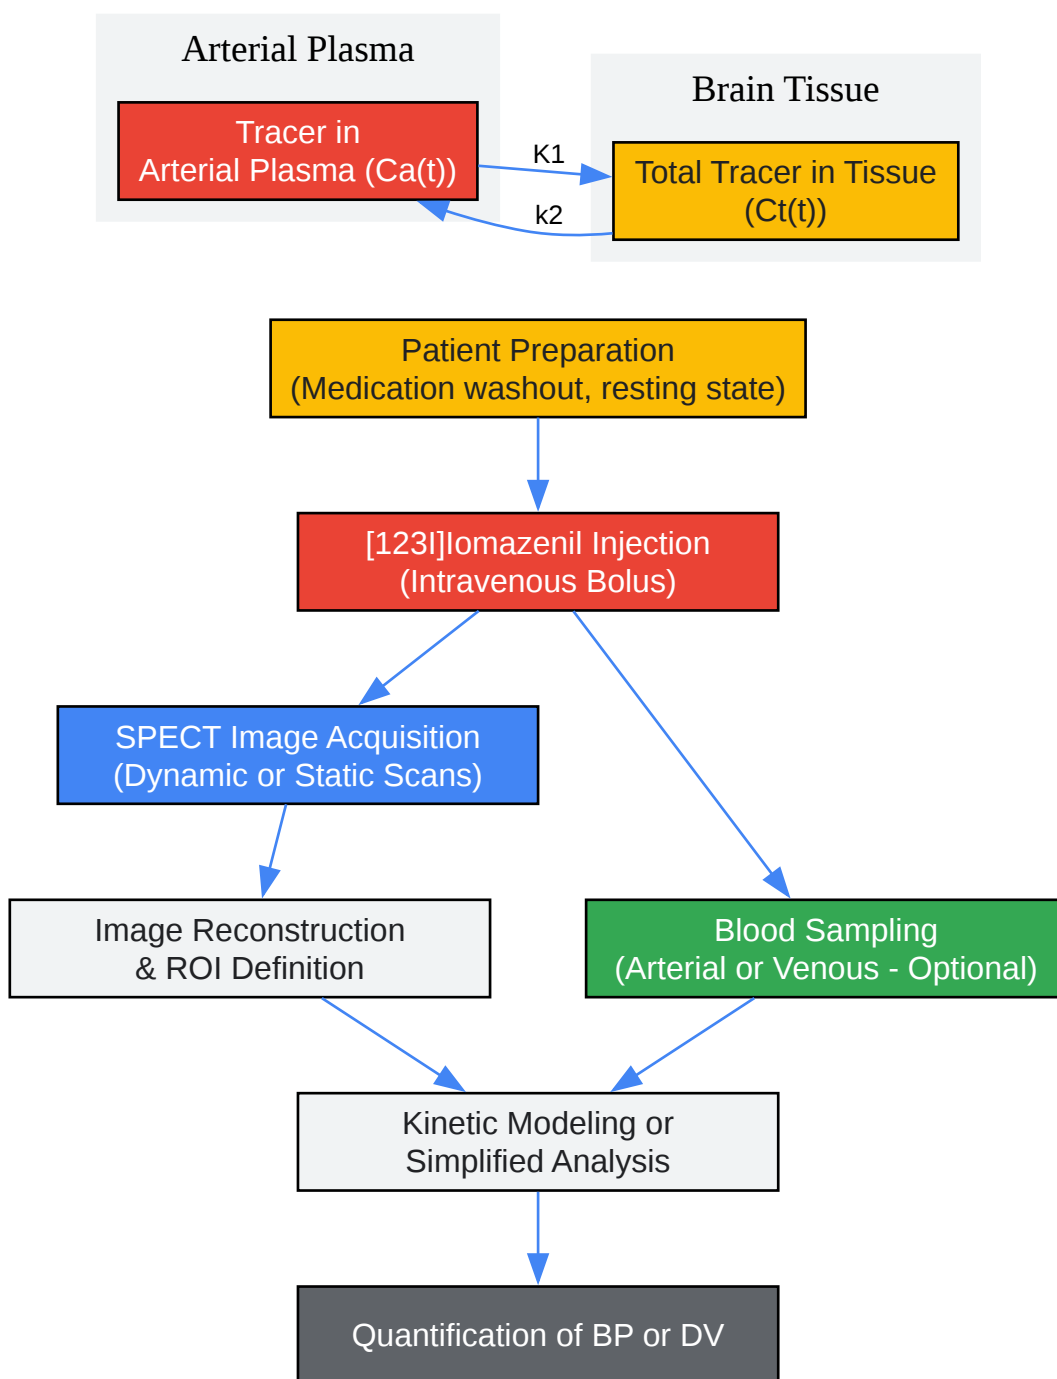 Arterial Plasma
Brain Tissue
Tracer in
Arterial Plasma (Ca(t))
K1
k2
Total Tracer in Tissue
(Ct(t))
Patient Preparation
(Medication washout, resting state)
[123I]Iomazenil Injection
(Intravenous Bolus)
SPECT Image Acquisition
(Dynamic or Static Scans)
Image Reconstruction
& ROI Definition
Blood Sampling
(Arterial or Venous - Optional)
Kinetic Modeling or
Simplified Analysis
Quantification of BP or DV